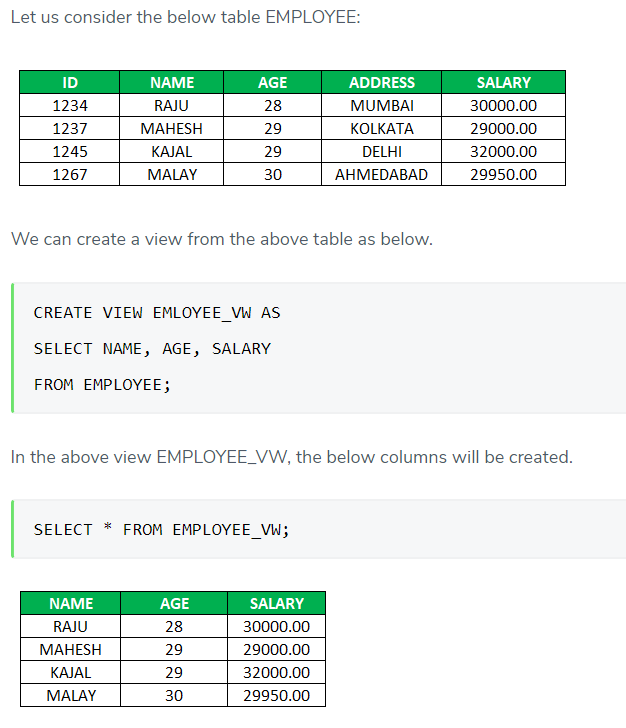 Let us consider the below table EMPLOYEE:
ID NAME AGE ADDRESS SALARY
1234 RAJU 28 MUMBAI 30000.00
1237 MAHESH 29 KOLKATA 29000.00
1245 KAJAL 29 DELHI 32000.00
1267 MALAY 30 AHMEDABAD 29950.00
We can create a view from the above table as below.
CREATE VIEW EMLOYEE_VW AS
SELECT NAME, AGE, SALARY
FROM EMPLOYEE;
In the above view EMPLOYEE_VW, the below columns will be created.
SELECT * FROM EMPLOYEE_VW;
NAME AGE SALARY
RAJU 28 30000.00
MAHESH 29 29000.00
KAJAL 29 32000.00
MALAY 30 29950.00